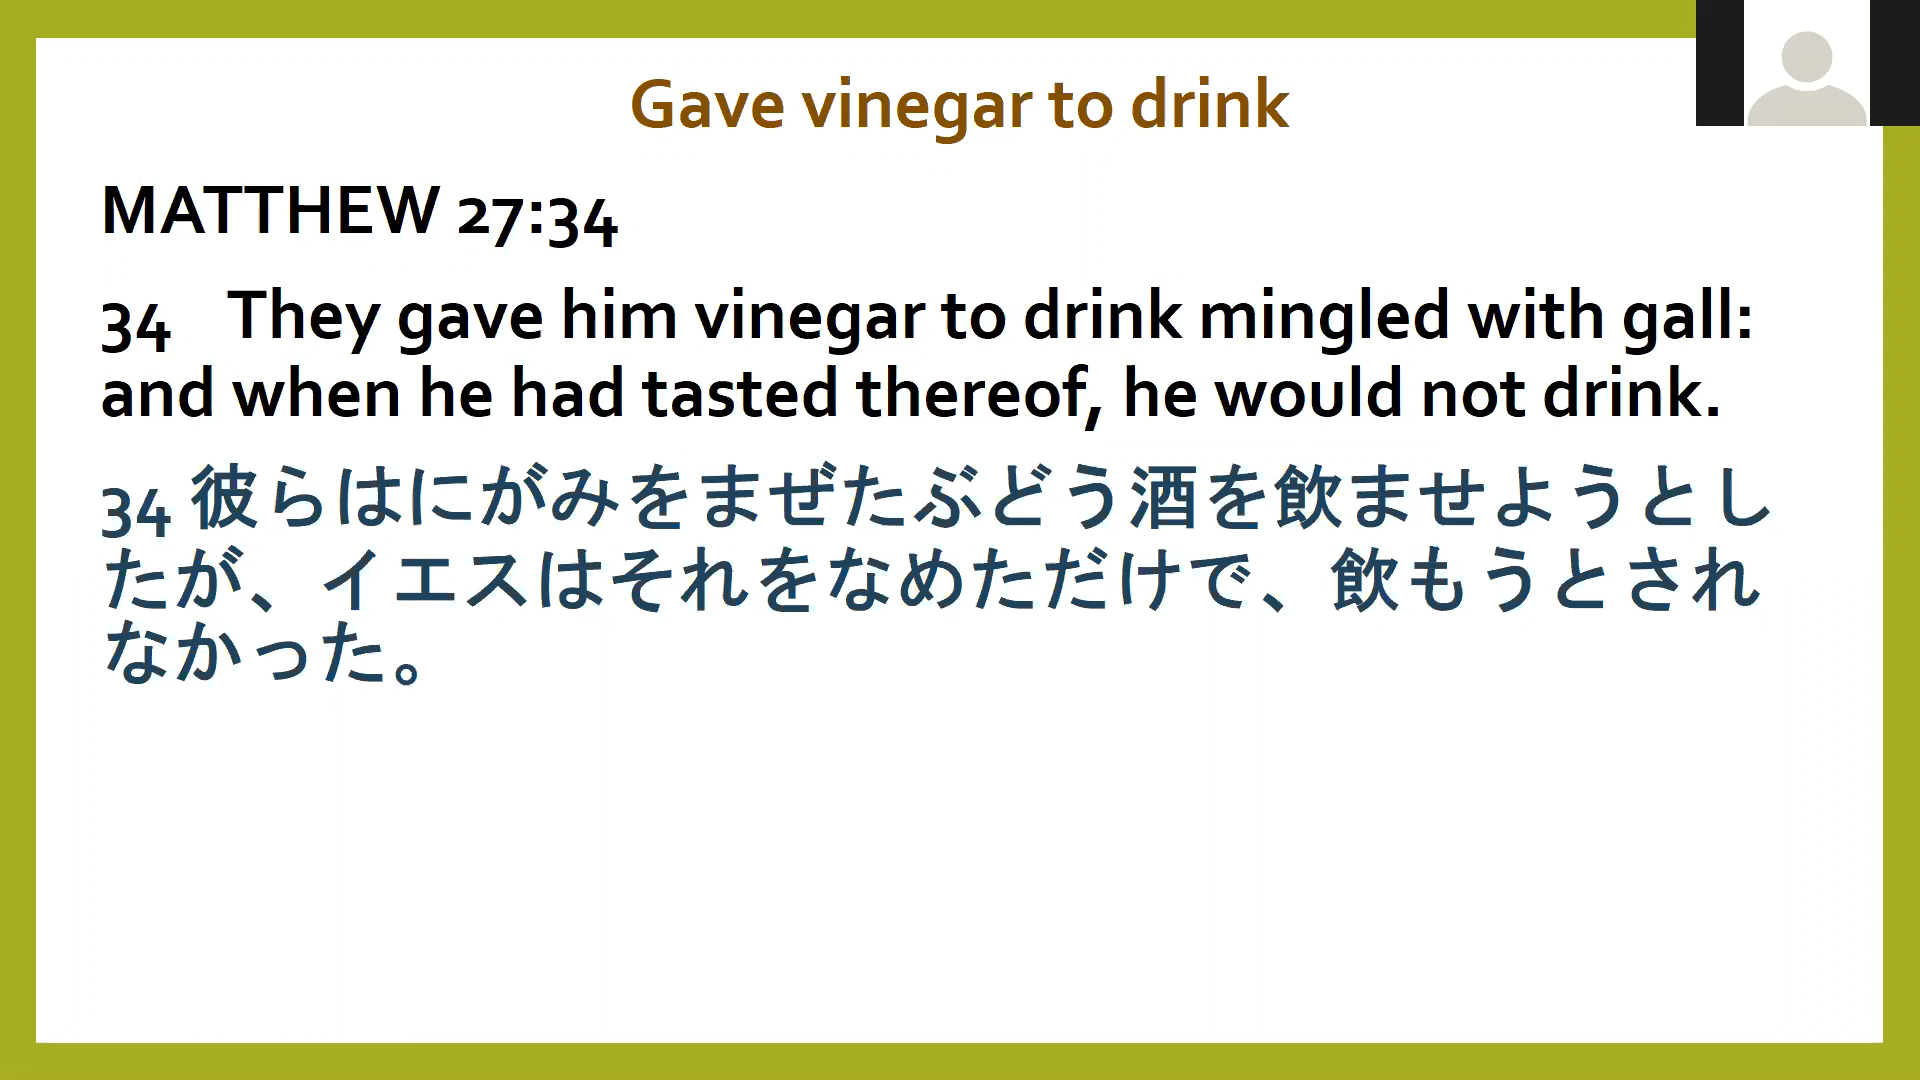 Gave vinegar to drink
MATTHEW 27:34
34 They gave him vinegar to drink mingled with gall:
and when he had tasted thereof, he would not drink.
34 彼らはにがみをまぜたぶどう酒を飲ませようとし
たが、イエスはそれをなめただけで、飲もうとされ
なかった。